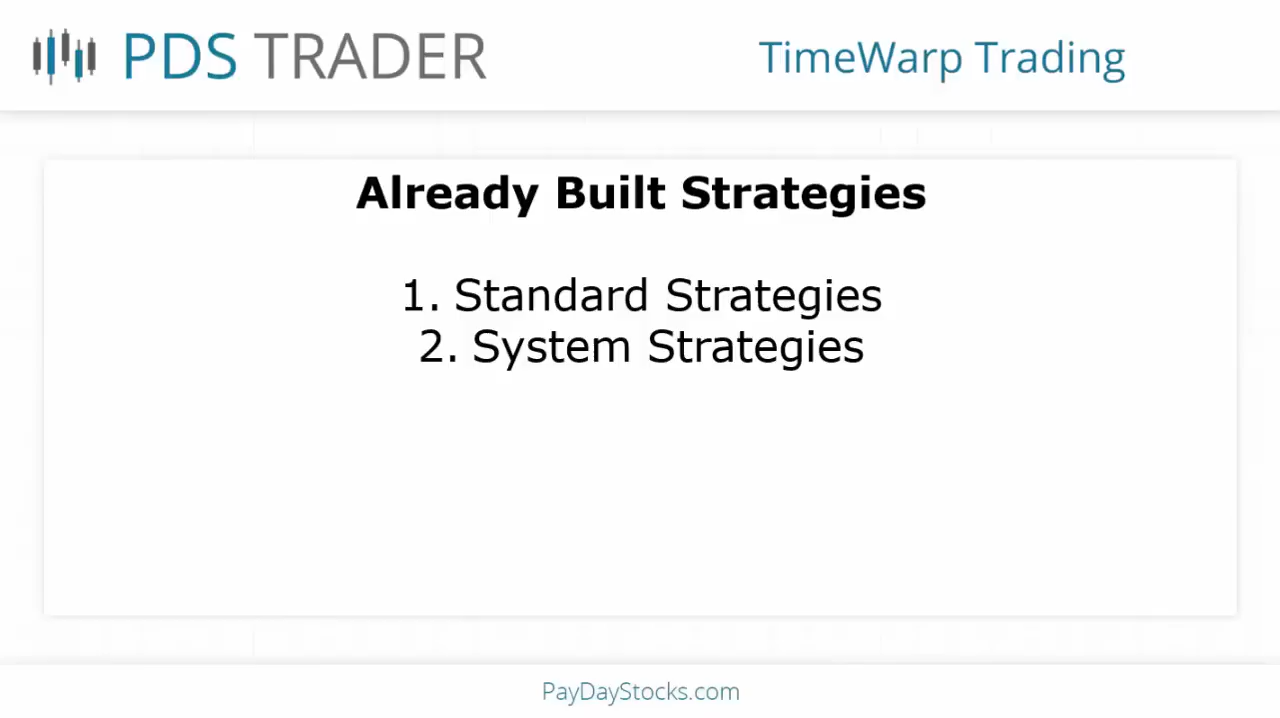 PDS TRADER
TimeWarp Trading
Already Built Strategies
1. Standard Strategies
2. System Strategies
PayDayStocks.com